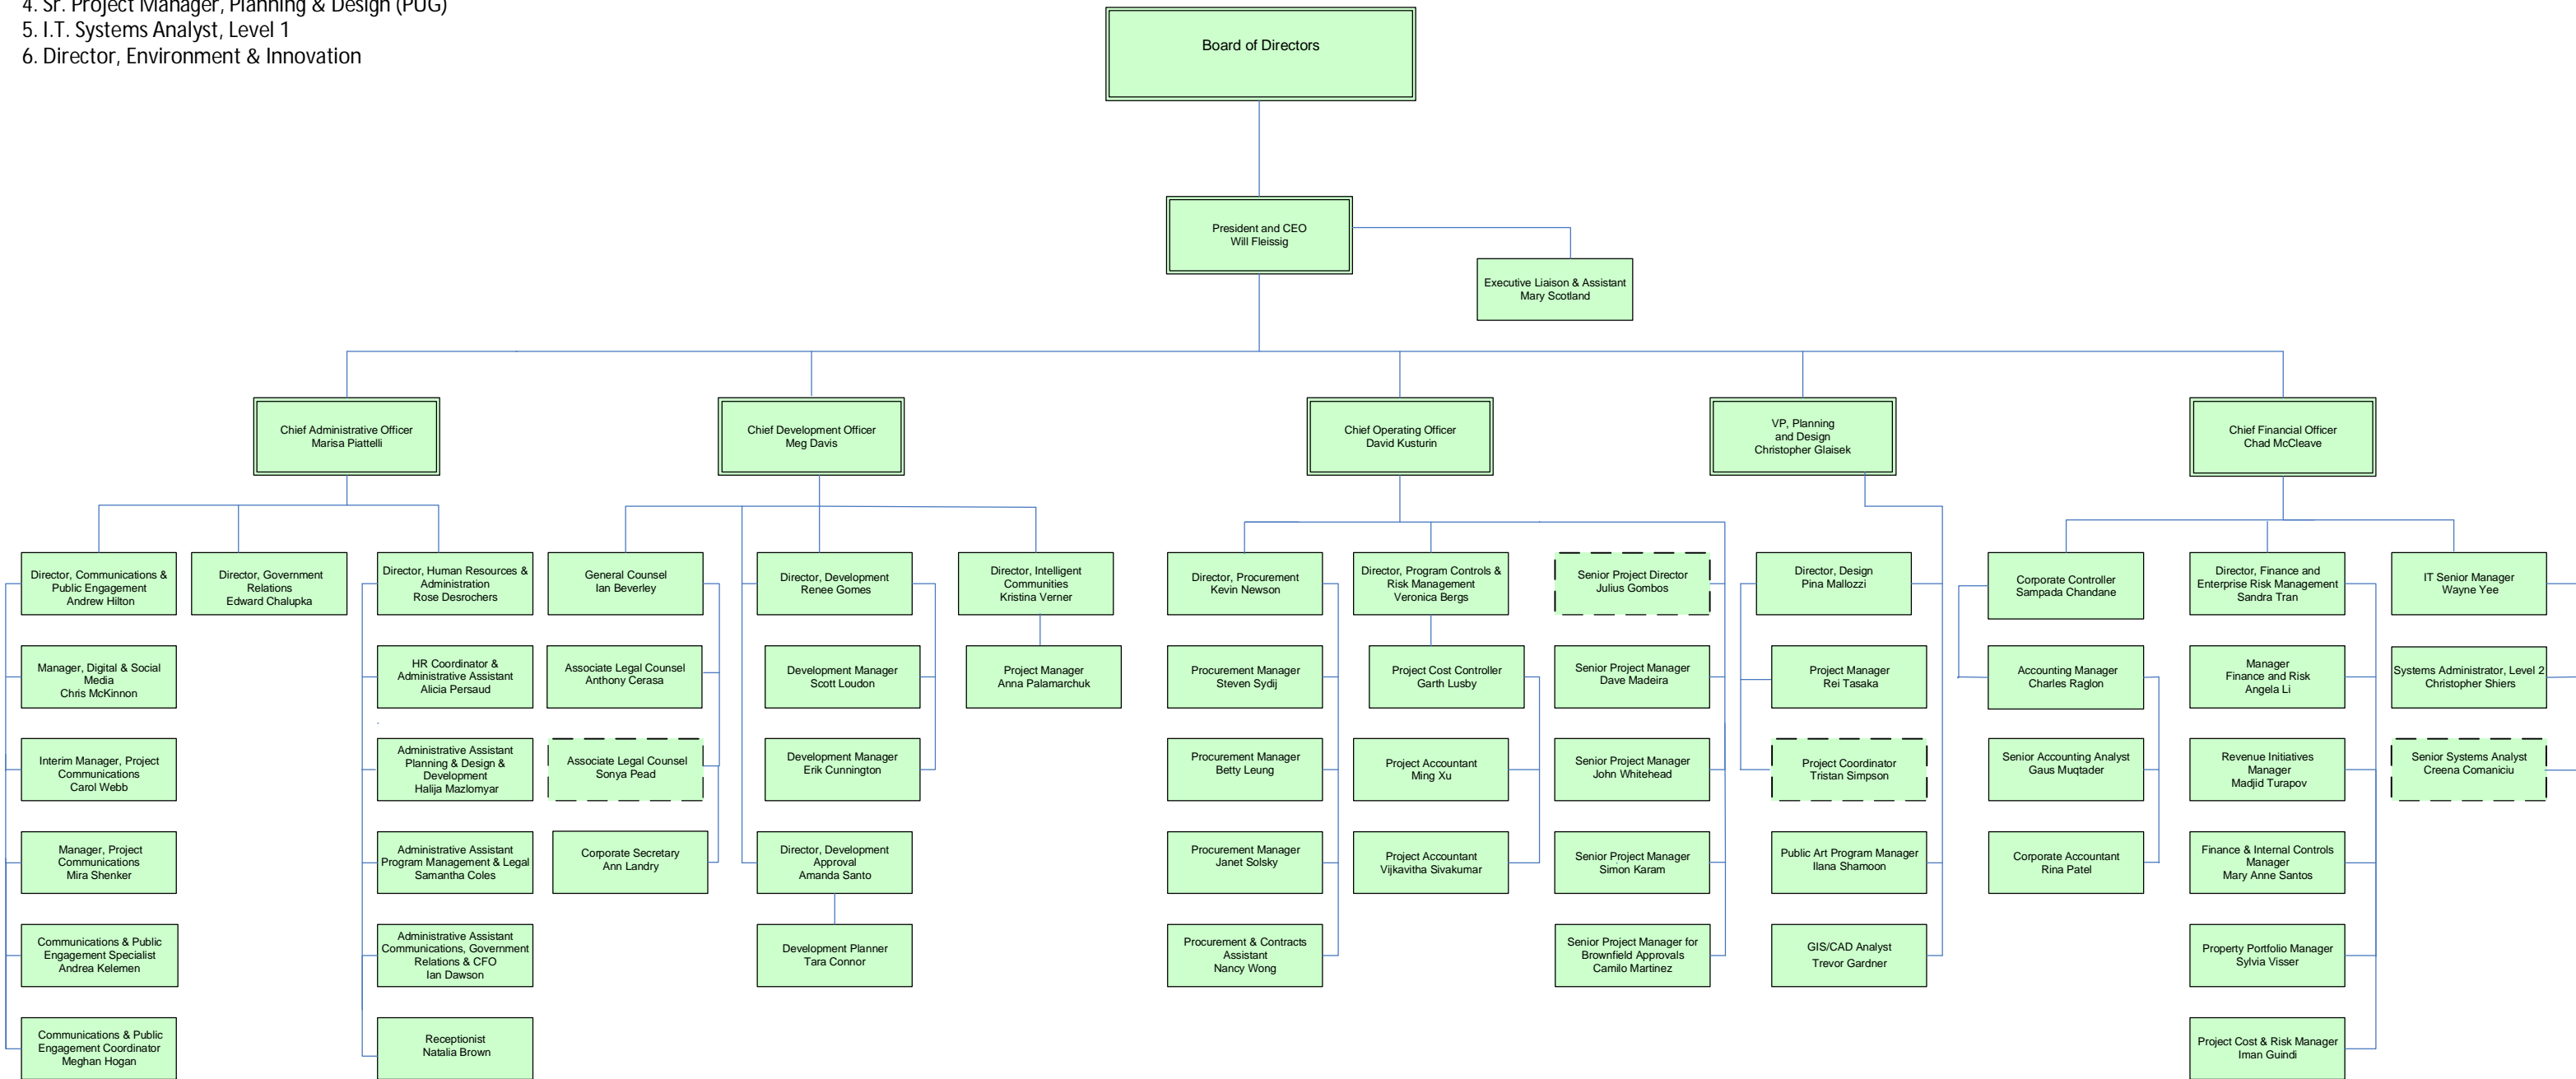 4. Sr. Project Manager, Planning & Design (PUG)
5. I.T. Systems Analyst, Level 1
6. Director, Environment & Innovation
Board of Directors
President and CEO
Will Fleissig
Executive Liaison & Assistant
Mary Scotland
Chief Administrative Officer
Marisa Piattelli
Chief Development Officer
Meg Davis
Chief Operating Officer
David Kusturin
VP, Planning
and Design
Christopher Glaisek
Chief Financial Officer
Chad McCleave
Director, Communications &
Public Engagement
Andrew Hilton
Director, Government
Relations
Edward Chalupka
Director, Human Resources &
Administration
Rose Desrochers
General Counsel
Ian Beverley
Director, Development
Renee Gomes
Director, Intelligent
Communities
Kristina Verner
Director, Procurement
Kevin Newson
Director, Program Controls &
Risk Management
Veronica Bergs
Senior Project Director
Julius Gombos
Director, Design
Pina Mallozzi
Corporate Controller
Sampada Chandane
Director, Finance and
Enterprise Risk Management
Sandra Tran
IT Senior Manager
Wayne Yee
Manager, Digital & Social
Media
Chris McKinnon
HR Coordinator &
Administrative Assistant
Alicia Persaud
Associate Legal Counsel
Anthony Cerasa
Development Manager
Scott Loudon
Project Manager
Anna Palamarchuk
Procurement Manager
Steven Sydij
Project Cost Controller
Garth Lusby
Senior Project Manager
Dave Madeira
Project Manager
Rei Tasaka
Accounting Manager
Charles Raglon
Manager
Finance and Risk
Angela Li
Systems Administrator, Level 2
Christopher Shiers
Interim Manager, Project
Communications
Carol Webb
Administrative Assistant
Planning & Design &
Development
Halija Mazlomyar
Associate Legal Counsel
Sonya Pead
Development Manager
Erik Cunnington
Procurement Manager
Betty Leung
Project Accountant
Ming Xu
Senior Project Manager
John Whitehead
Project Coordinator
Tristan Simpson
Senior Accounting Analyst
Gaus Muqtader
Revenue Initiatives
Manager
Madjid Turapov
Senior Systems Analyst
Creena Comaniciu
Manager, Project
Communications
Mira Shenker
Administrative Assistant
Program Management & Legal
Samantha Coles
Corporate Secretary
Ann Landry
Director, Development
Approval
Amanda Santo
Procurement Manager
Janet Solsky
Project Accountant
Vijkavitha Sivakumar
Senior Project Manager
Simon Karam
Public Art Program Manager
Ilana Shamoon
Corporate Accountant
Rina Patel
Finance & Internal Controls
Manager
Mary Anne Santos
Communications & Public
Engagement Specialist
Andrea Kelemen
Administrative Assistant
Communications, Government
Relations & CFO
Ian Dawson
Development Planner
Tara Connor
Procurement & Contracts
Assistant
Nancy Wong
Senior Project Manager for
Brownfield Approvals
Camilo Martinez
GIS/CAD Analyst
Trevor Gardner
Property Portfolio Manager
Sylvia Visser
Communications & Public
Engagement Coordinator
Meghan Hogan
Receptionist
Natalia Brown
Project Cost & Risk Manager
Iman Guindi